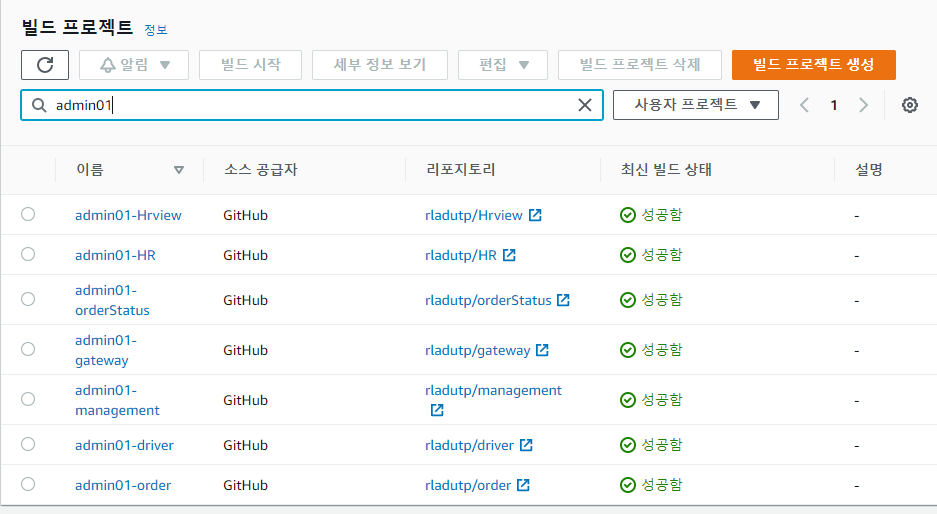 빌드 프로젝트 정보
알림 빌드 시작 세부 정보 보기 편집 빌드 프로젝트 삭제 빌드 프로젝트 생성
admin01 사용자 프로젝트 1
이름 소스 공급자 리포지토리 최신 빌드 상태 설명
admin01-Hrview GitHub rladutp/Hrview 성공함 -
admin01-HR GitHub rladutp/HR 성공함 -
admin01-
orderStatus GitHub rladutp/orderStatus 성공함 -
admin01-
gateway GitHub rladutp/gateway 성공함 -
admin01-
management GitHub rladutp/management 성공함 -
admin01-driver GitHub rladutp/driver 성공함 -
admin01-order GitHub rladutp/order 성공함 -